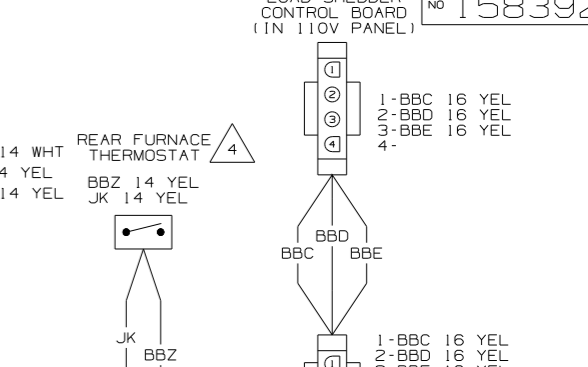 CONTROL BOARD
(IN 110V PANEL)
NO 158392
1
2
3
4
1-BBC 16 YEL
2-BBD 16 YEL
3-BBE 16 YEL
4-
14 WHT
4 YEL
14 YEL
REAR FURNACE
THERMOSTAT
4
BBZ 14 YEL
JK 14 YEL
BBC
BBD
BBE
JK
BBZ
1
1-BBC 16 YEL
2-BBD 16 YEL